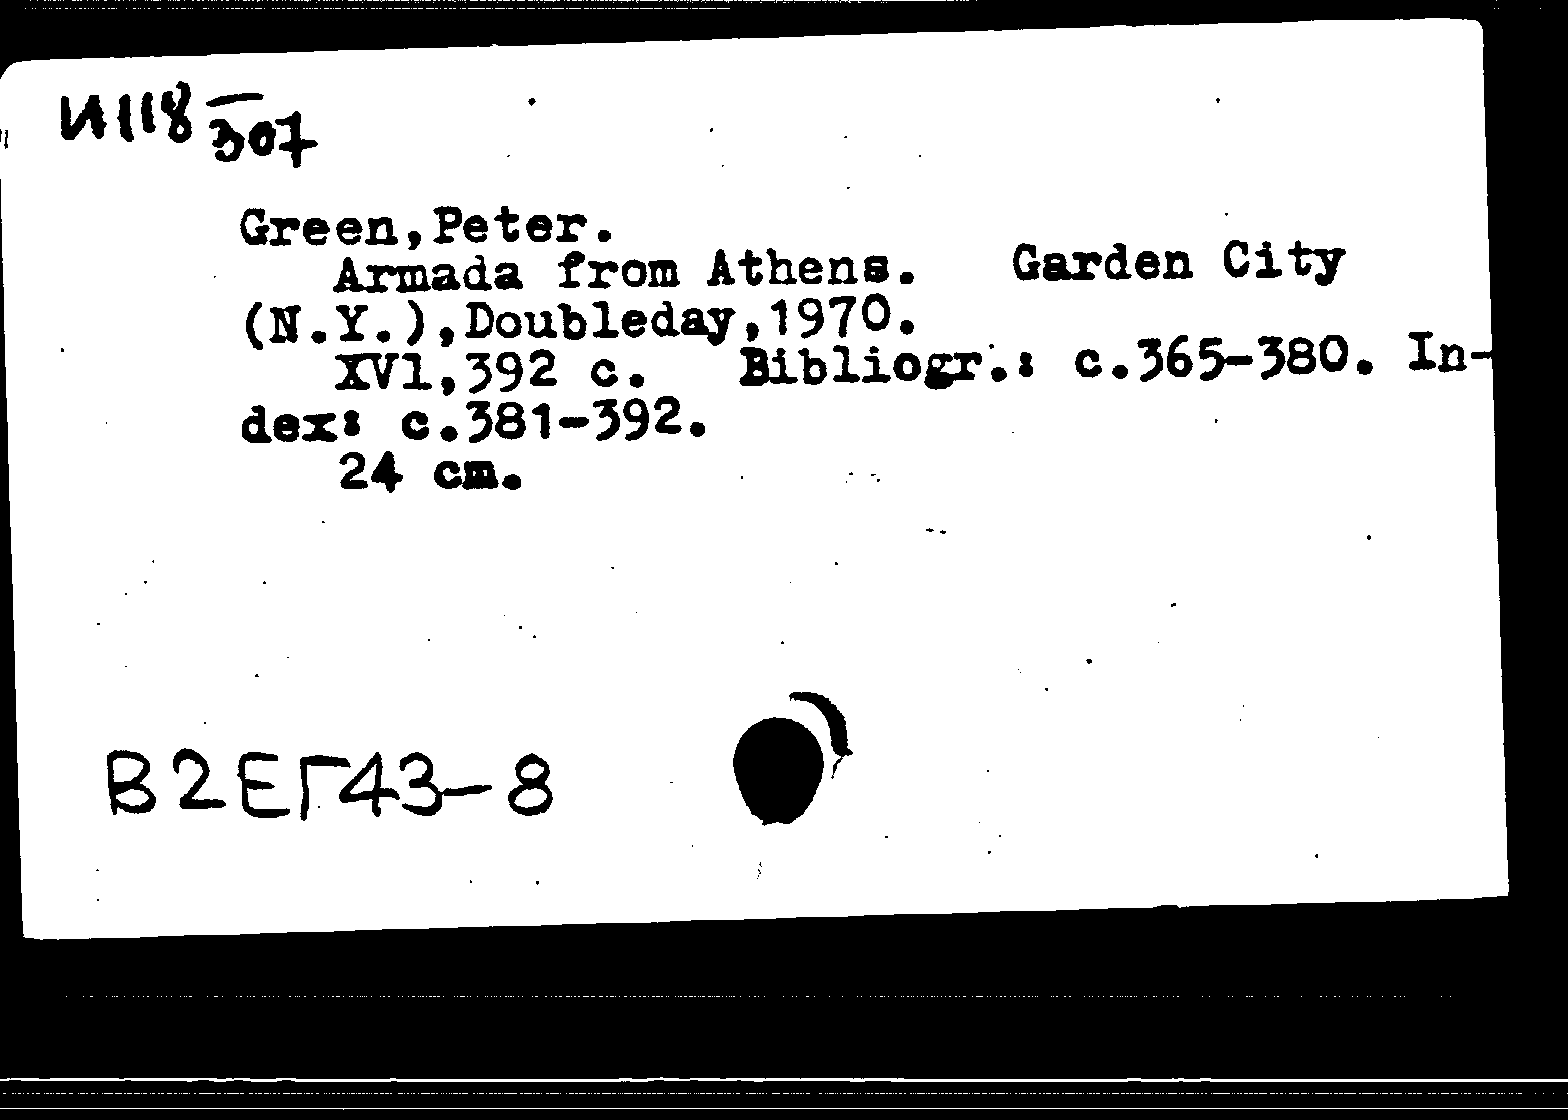 И118 307
Green,Peter.
Armada from Athens. Garden City
(N.Y.),Doubleday,1970.
XVl,392 c. Bibliogr.: c.365-380. In-
dex: c.381-392.
24 cm.
В2ЕГ43-8